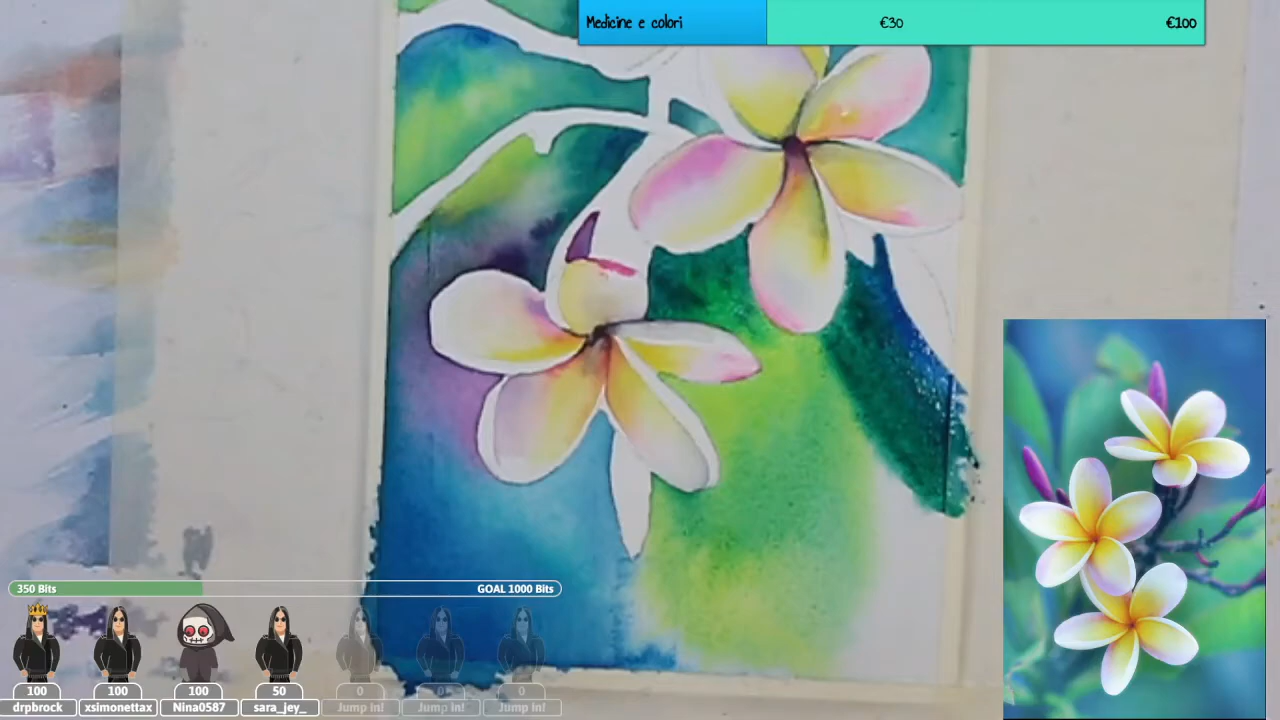 Medicine e colori €30 €100
350 Bits GOAL 1000 Bits
100 100 100 50 0 0 0
drpbrock xsimonettax Nina0587 sara_jey_ Jump in! Jump in! Jump in!